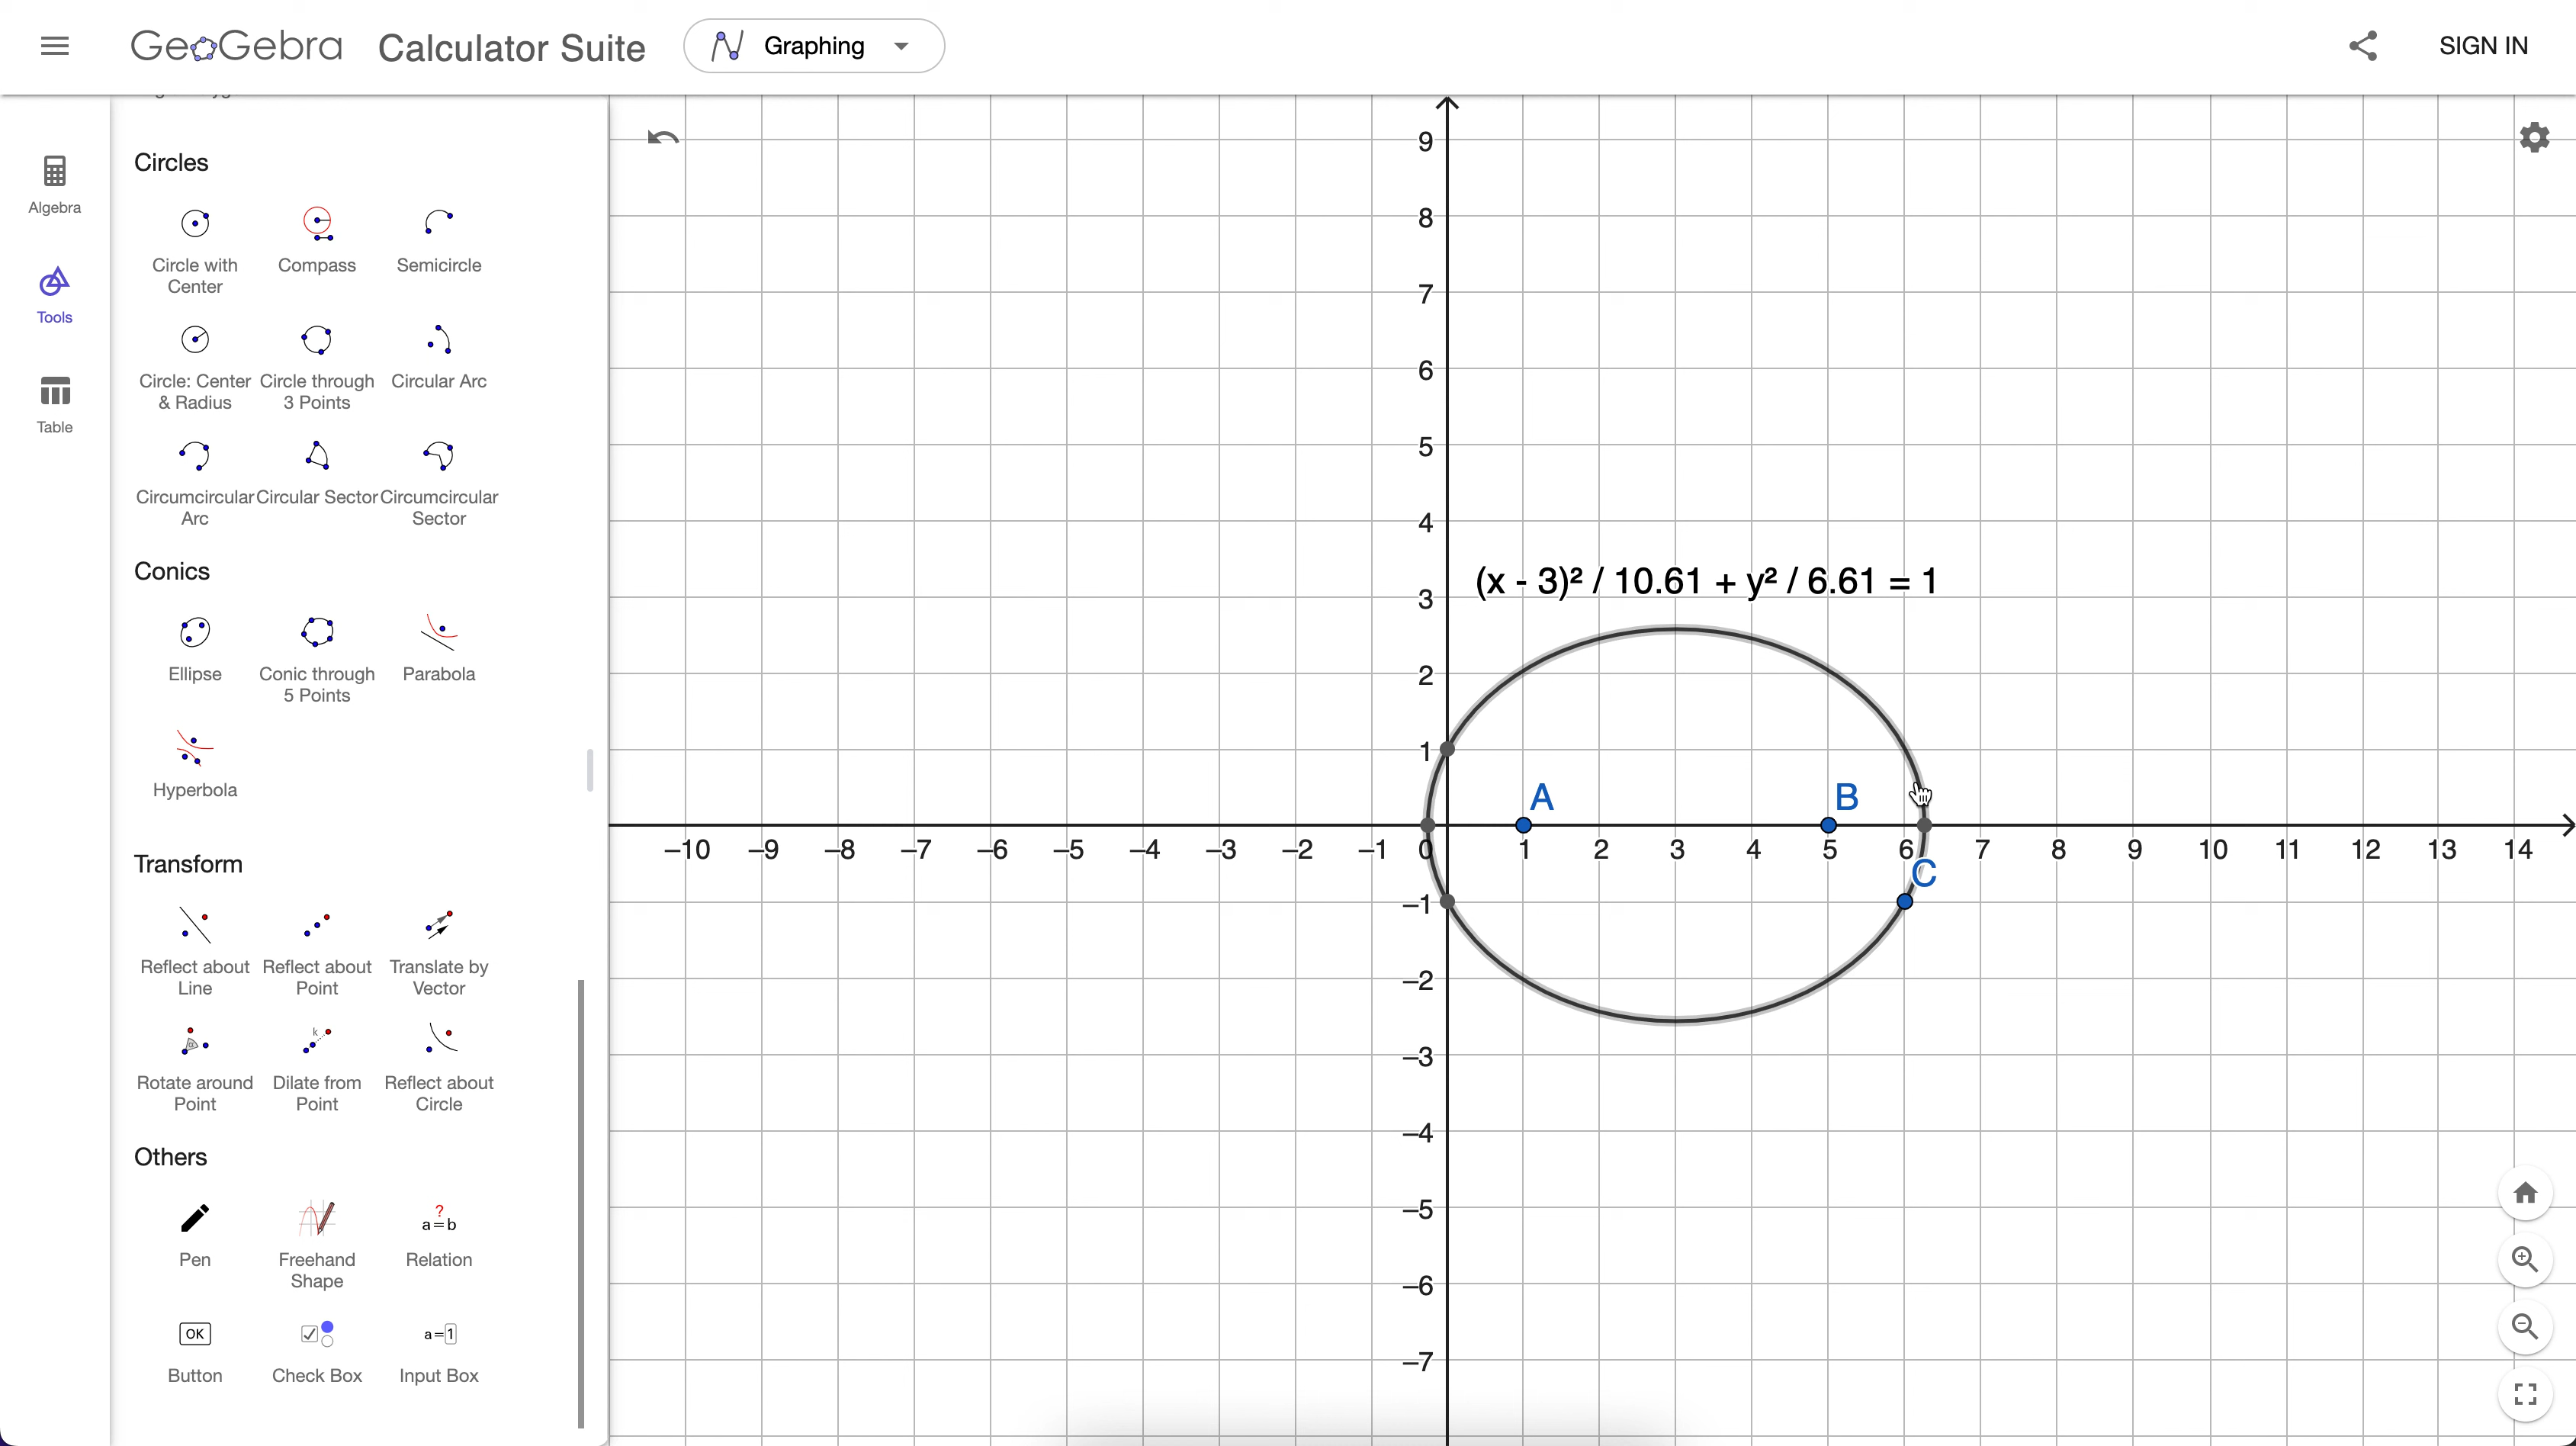 GeoGebra Calculator Suite Graphing SIGN IN
Algebra
Tools
Table
Circles
Circle with Center
Compass
Semicircle
Circle: Center & Radius
Circle through 3 Points
Circular Arc
Circumcircular Arc
Circular Sector
Circumcircular Sector
Conics
Ellipse
Conic through 5 Points
Parabola
Hyperbola
Transform
Reflect about Line
Reflect about Point
Translate by Vector
Rotate around Point
k
α
Dilate from Point
Reflect about Circle
Others
Pen
Freehand Shape
?
a=b
Relation
OK
Button
Check Box
a=1
Input Box
9
8
7
6
5
4
(x - 3)² / 10.61 + y² / 6.61 = 1
3
2
1
A B
–10 –9 –8 –7 –6 –5 –4 –3 –2 –1 0 1 2 3 4 5 6 7 8 9 10 11 12 13 14
C
–1
–2
–3
–4
–5
–6
–7